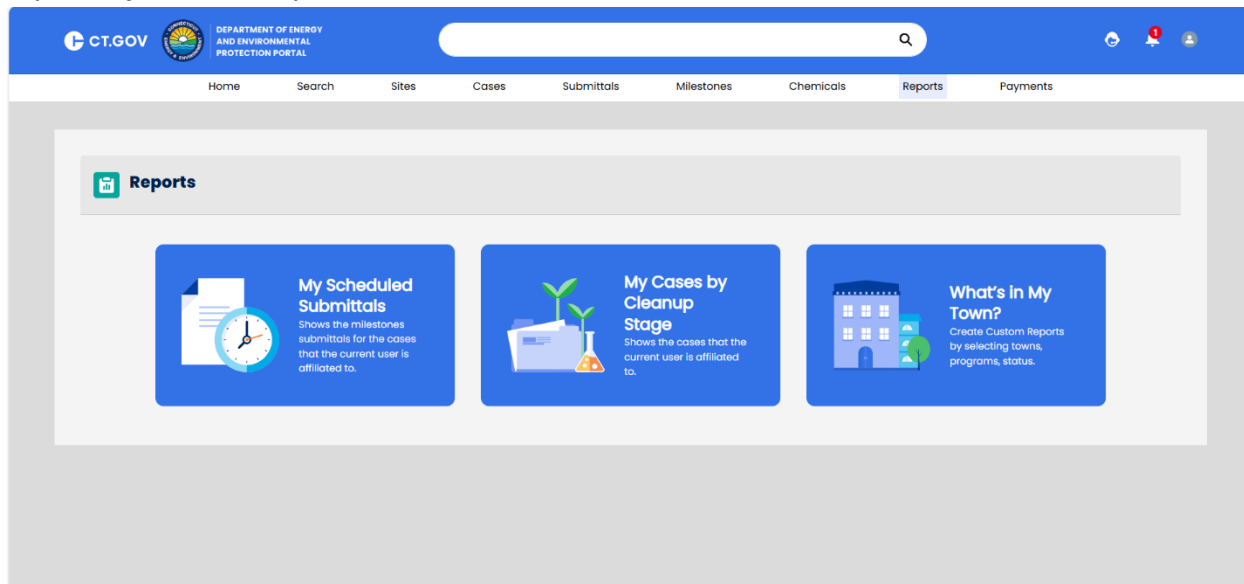 CT.GOV
DEPARTMENT OF ENERGY
AND ENVIRONMENTAL
PROTECTION PORTAL
1
Home Search Sites Cases Submittals Milestones Chemicals Reports Payments
Reports
My Scheduled
Submittals
Shows the milestones
submittals for the cases
that the current user is
affiliated to.
My Cases by
Cleanup
Stage
Shows the cases that the
current user is affiliated
to.
What's in My
Town?
Create Custom Reports
by selecting towns,
programs, status.